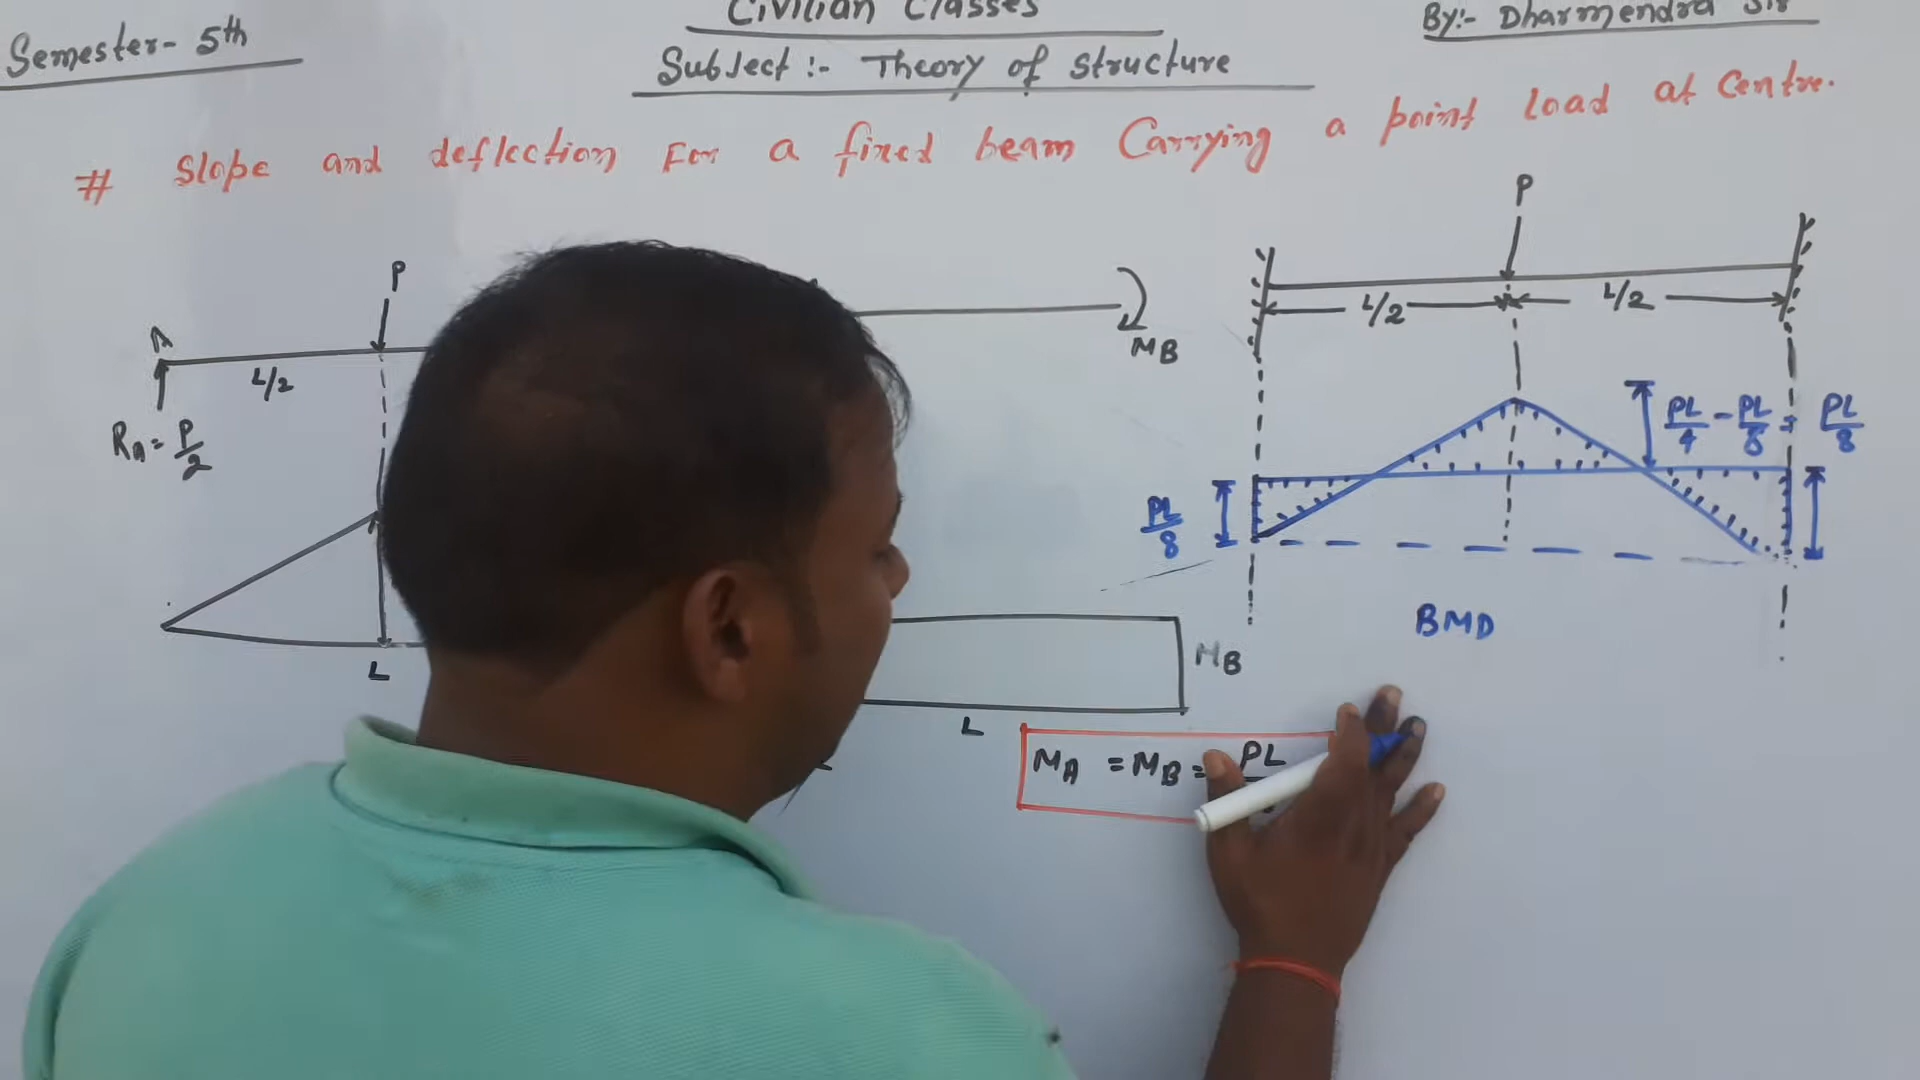 Semester- 5th
Civilian Classes
By:- Dharmendra Sir
Subject :- Theory of structure
# Slope and deflection For a fixed beam Carrying a point load at Centre.
P
P
A
L/2
L/2
L/2
MB
RA = P/2
PL/4 - PL/8 = PL/8
PL/8
BMD
MB
L
L
MA = MB = PL